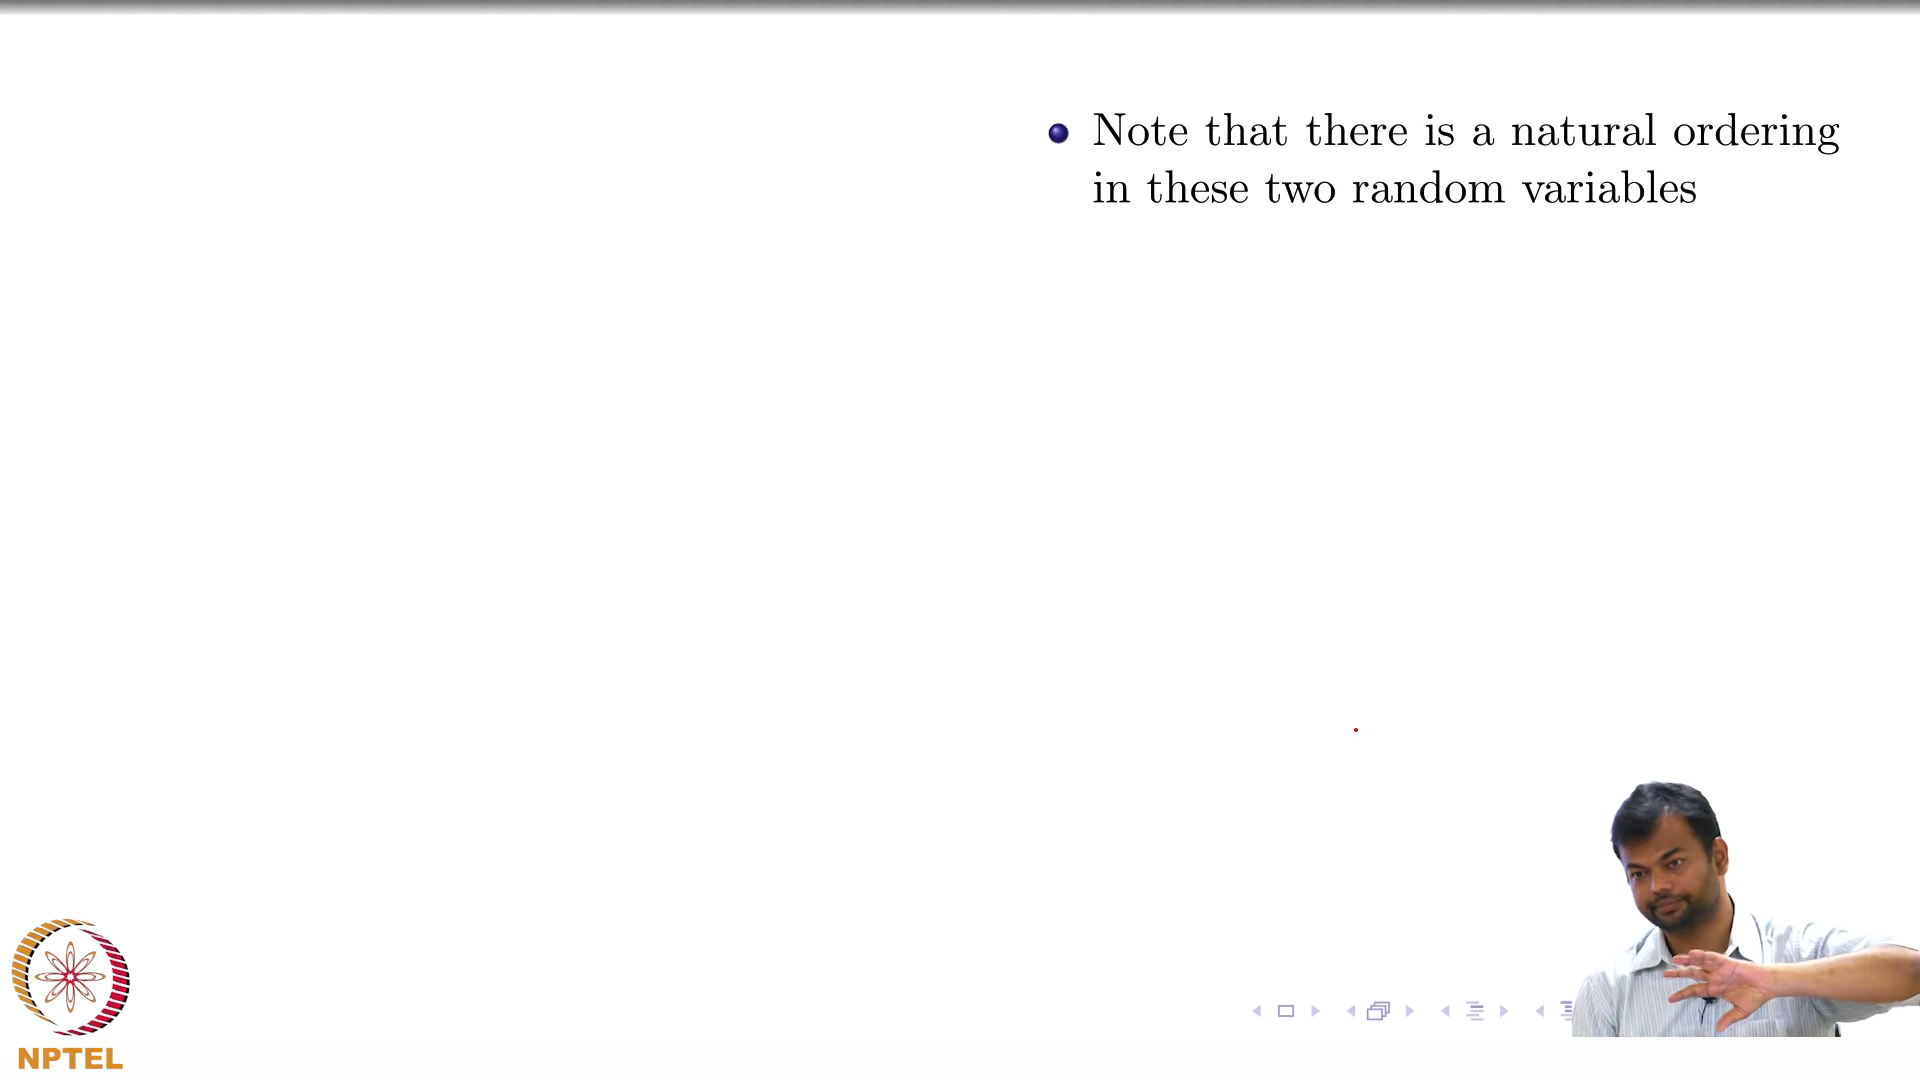 Note that there is a natural ordering
in these two random variables
NPTEL